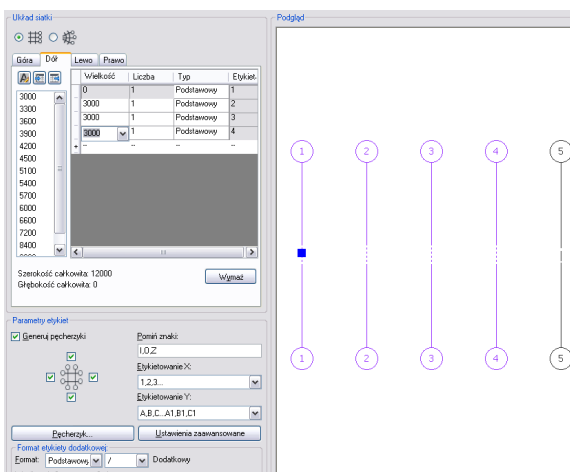 Układ siatki
Góra Dół Lewo Prawo
3000
3300
3600
3900
4200
4500
5100
5400
5700
6000
6600
7200
8400
Wielkość Liczba Typ Etykiet
0 1 Podstawowy 1
3000 1 Podstawowy 2
3000 1 Podstawowy 3
3000 1 Podstawowy 4
+ -- -- -- --
Szerokość całkowita: 12000
Głębokość całkowita: 0
Wymaż
Parametry etykiet
Generuj pęcherzyki
Pomiń znaki:
I,O,Z
Etykietowanie X:
1,2,3...
Etykietowanie Y:
A,B,C...A1,B1,C1
Pęcherzyk...
Ustawienia zaawansowane
Format etykiety dodatkowej:
Format: Podstawowy / Dodatkowy
Podgląd
1 2 3 4 5
1 2 3 4 5